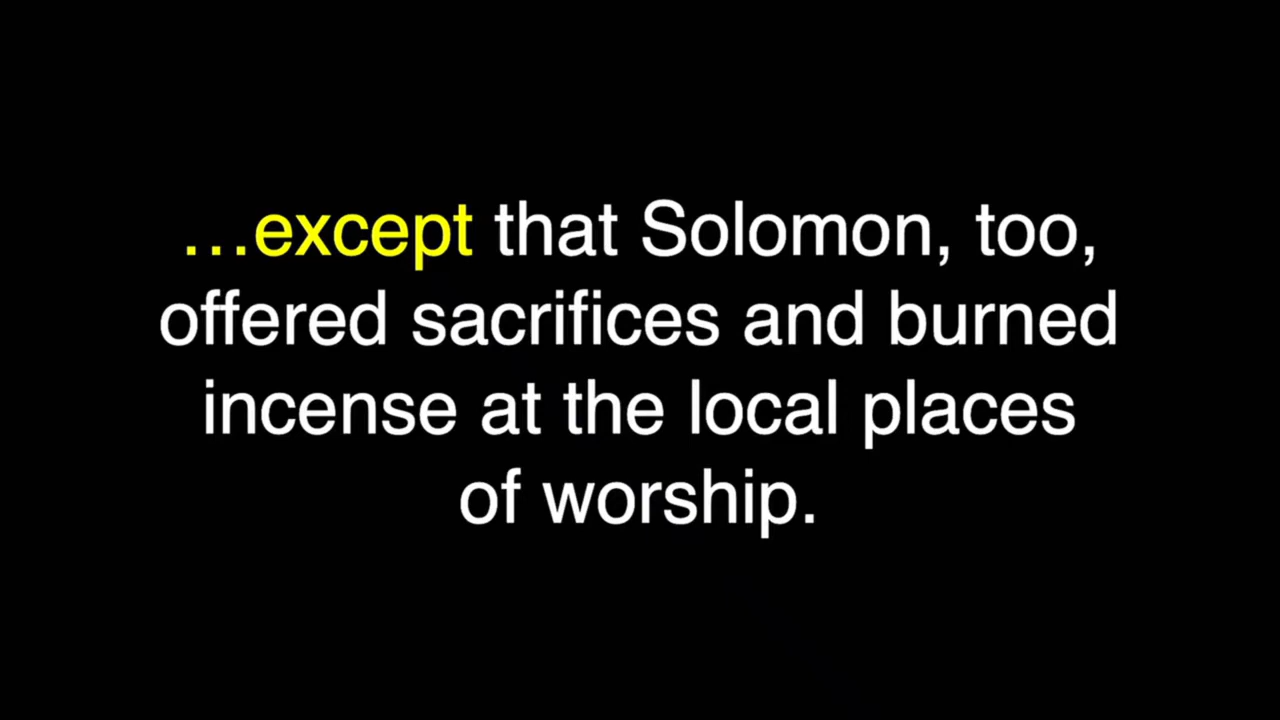 …except that Solomon, too,
offered sacrifices and burned
incense at the local places
of worship.